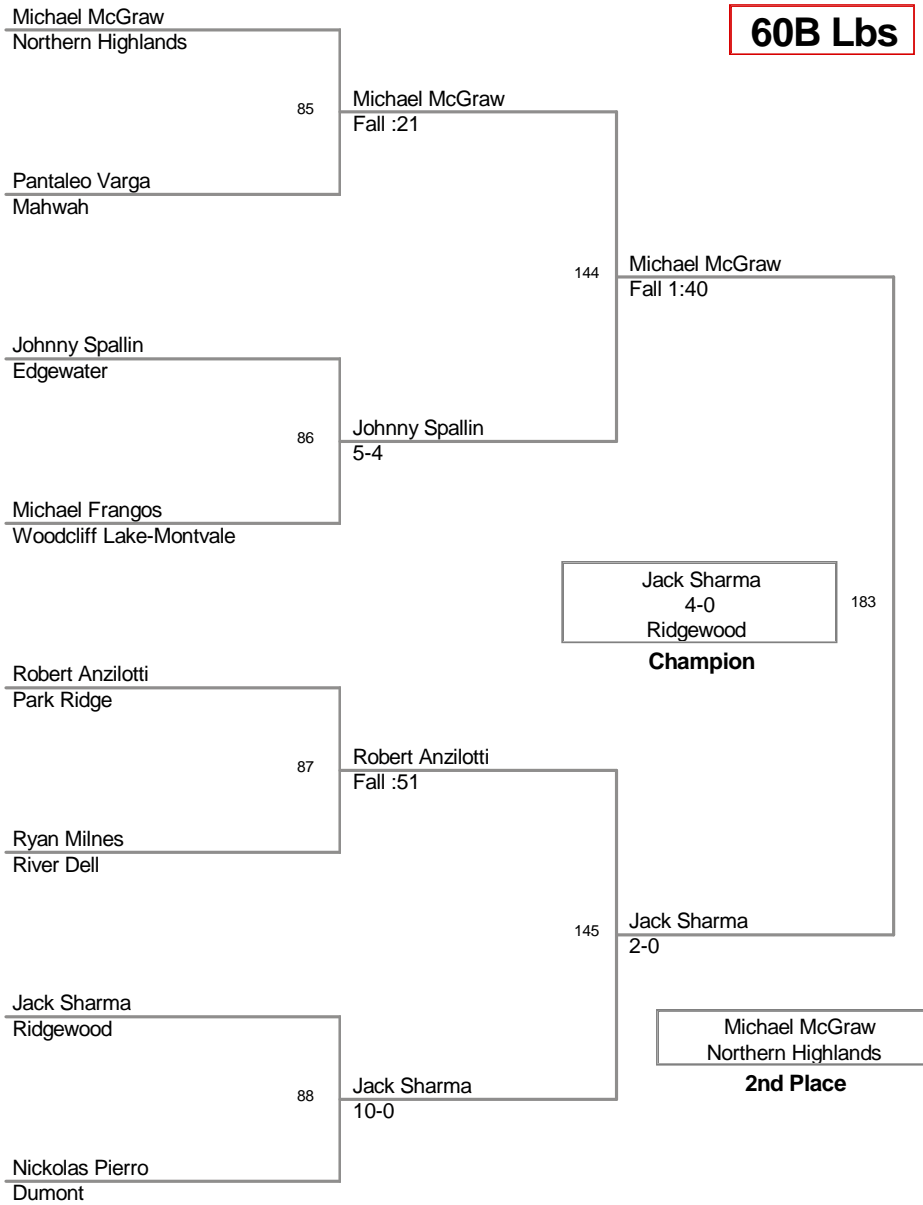 Michael McGraw
Northern Highlands
60B Lbs
85
Michael McGraw
Fall :21
Pantaleo Varga
Mahwah
144
Michael McGraw
Fall 1:40
Johnny Spallin
Edgewater
86
Johnny Spallin
5-4
Michael Frangos
Woodcliff Lake-Montvale
Jack Sharma
4-0
Ridgewood
183
Champion
Robert Anzilotti
Park Ridge
87
Robert Anzilotti
Fall :51
Ryan Milnes
River Dell
145
Jack Sharma
2-0
Jack Sharma
Ridgewood
Michael McGraw
Northern Highlands
2nd Place
88
Jack Sharma
10-0
Nickolas Pierro
Dumont